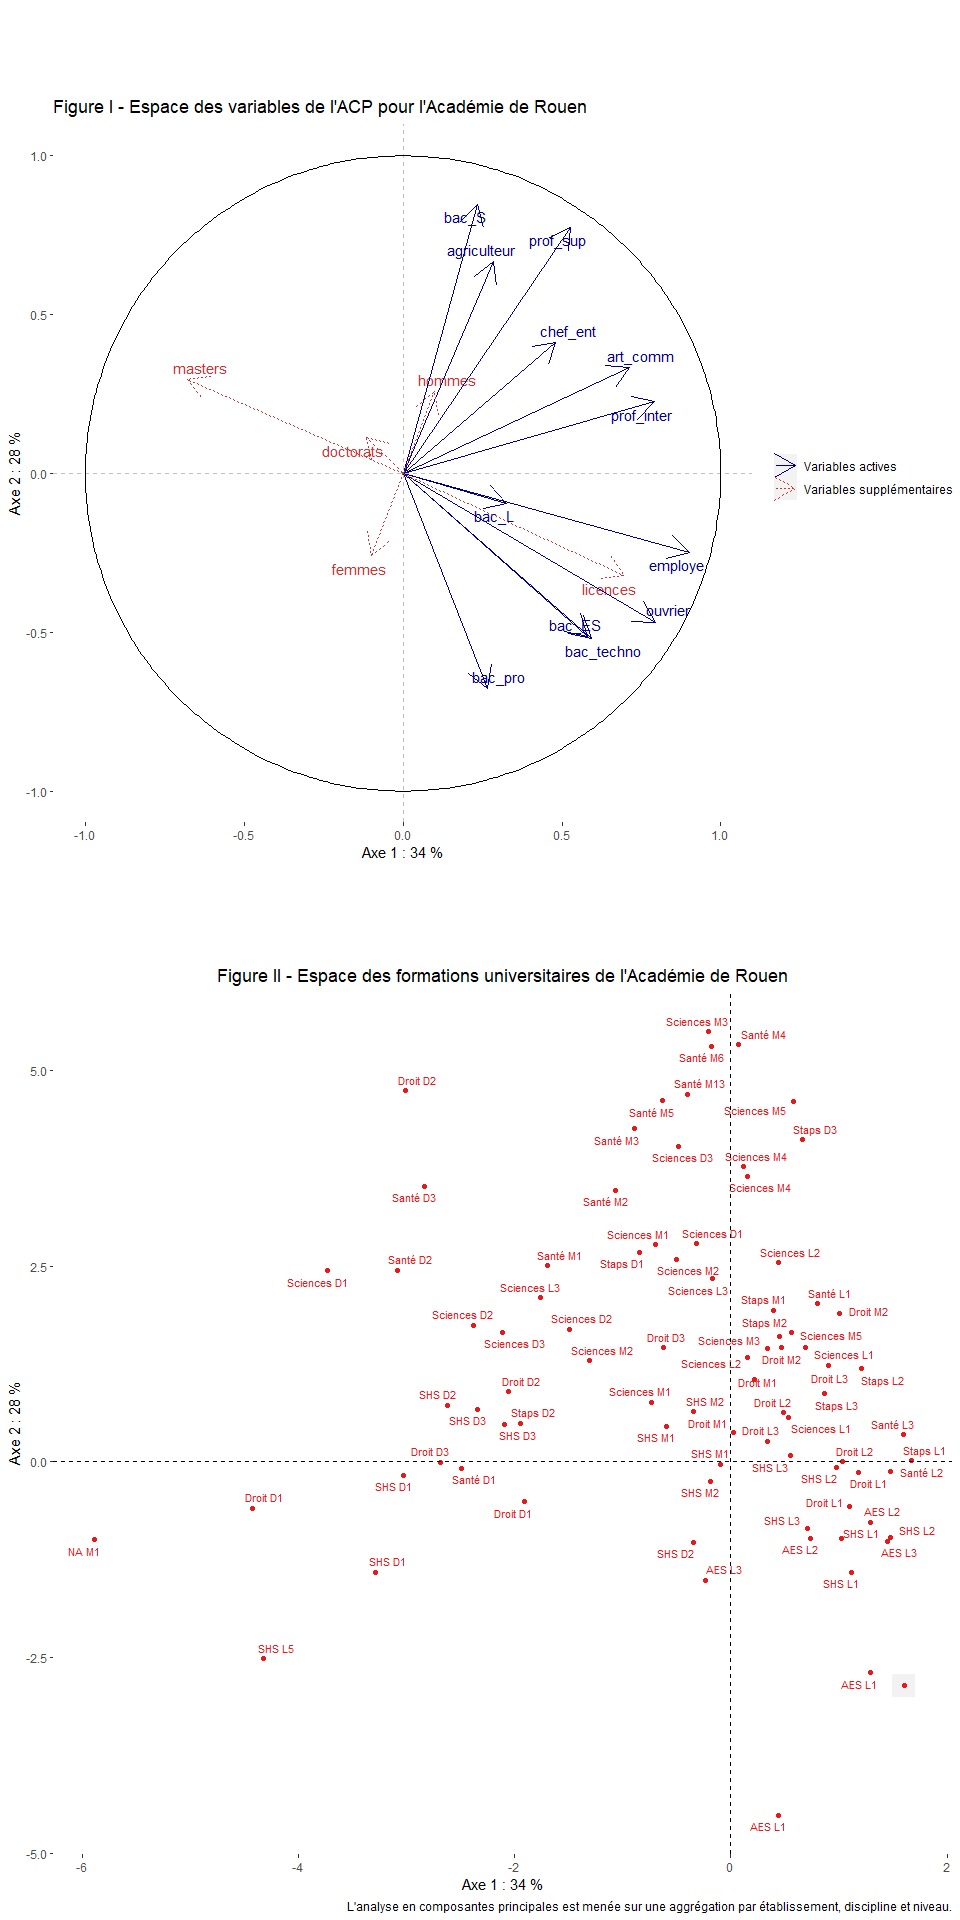 Figure I - Espace des variables de l'ACP pour l'Académie de Rouen
1.0
bac_S
prof_sup
agriculteur
0.5
chef_ent
art_comm
masters
hommes
prof_inter
doctorats
Axe 2 : 28 %
0.0
Variables actives
Variables supplémentaires
bac_L
femmes
employe
licences
ouvrier
-0.5
bac_ES
bac_techno
bac_pro
-1.0
-1.0 -0.5 0.0 0.5 1.0
Axe 1 : 34 %
Figure II - Espace des formations universitaires de l'Académie de Rouen
Sciences M3
Santé M4
Santé M6
5.0
Droit D2
Santé M13
Santé M5
Sciences M5
Staps D3
Santé M3
Sciences D3
Sciences M4
Sciences M4
Santé D3
Santé M2
Sciences M1
Sciences D1
2.5
Santé D2
Santé M1
Staps D1
Sciences L2
Sciences M2
Sciences D1
Sciences L3
Sciences L3
Santé L1
Staps M1
Droit M2
Sciences D2
Sciences D2
Staps M2
Sciences M5
Sciences D3
Droit D3
Sciences M3
Sciences M2
Droit M2
Sciences L1
Sciences L2
Droit L3
Staps L2
Droit D2
Droit M1
SHS D2
Sciences M1
SHS M2
Droit L2
Staps L3
Staps D2
SHS D3
Droit M1
Droit L3
Sciences L1
Santé L3
SHS D3
SHS M1
Droit D3
SHS M1
Droit L2
Staps L1
Axe 2 : 28 %
0.0
SHS L3
SHS L2
Santé L2
Santé D1
SHS D1
SHS M2
Droit L1
Droit D1
Droit D1
Droit L1
AES L2
SHS L3
SHS L1
SHS L2
NA M1
SHS D2
AES L2
AES L3
SHS D1
AES L3
SHS L1
SHS L5
-2.5
AES L1
AES L1
-5.0
-6 -4 -2 0 2
Axe 1 : 34 %
L'analyse en composantes principales est menée sur une aggrégation par établissement, discipline et niveau.